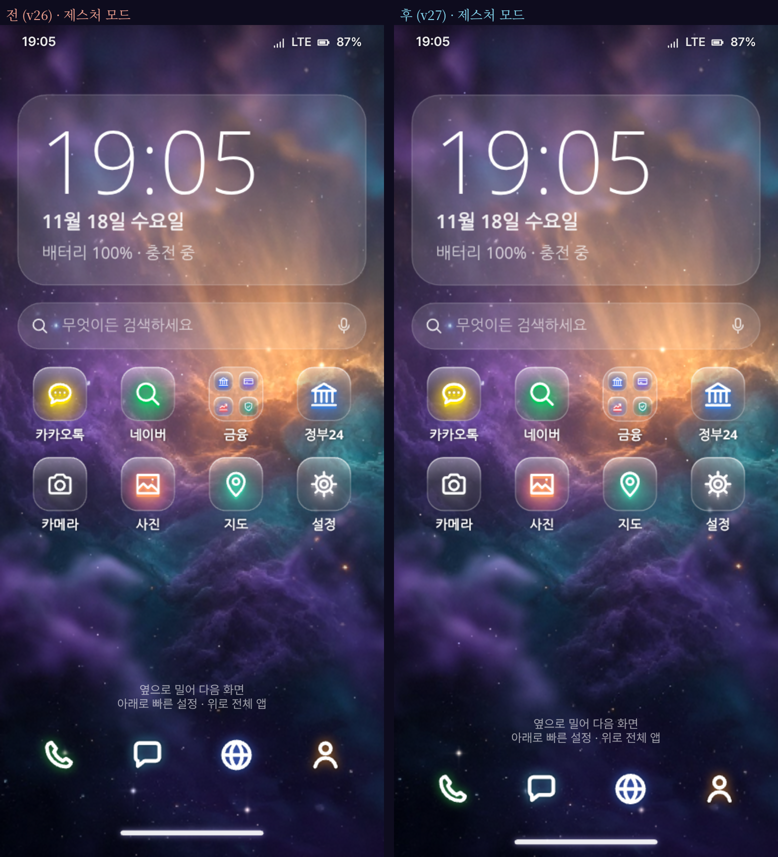 전 (v26) · 제스처 모드
19:05 LTE 87%
19:05
11월 18일 수요일
배터리 100% · 충전 중
무엇이든 검색하세요
카카오톡 네이버 금융 정부24
카메라 사진 지도 설정
옆으로 밀어 다음 화면
아래로 빠른 설정 · 위로 전체 앱
후 (v27) · 제스처 모드
19:05 LTE 87%
19:05
11월 18일 수요일
배터리 100% · 충전 중
무엇이든 검색하세요
카카오톡 네이버 금융 정부24
카메라 사진 지도 설정
옆으로 밀어 다음 화면
아래로 빠른 설정 · 위로 전체 앱